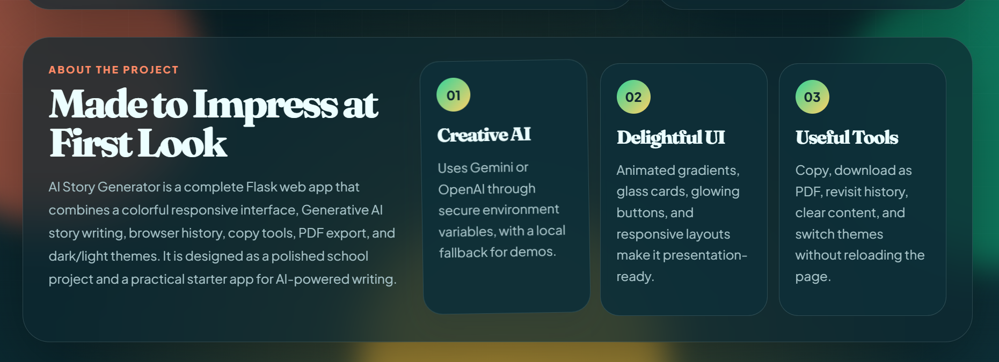 ABOUT THE PROJECT
Made to Impress at
First Look
AI Story Generator is a complete Flask web app that
combines a colorful responsive interface, Generative AI
story writing, browser history, copy tools, PDF export, and
dark/light themes. It is designed as a polished school
project and a practical starter app for AI-powered writing.
01
Creative AI
Uses Gemini or
OpenAI through
secure environment
variables, with a local
fallback for demos.
02
Delightful UI
Animated gradients,
glass cards, glowing
buttons, and
responsive layouts
make it presentation-
ready.
03
Useful Tools
Copy, download as
PDF, revisit history,
clear content, and
switch themes
without reloading the
page.